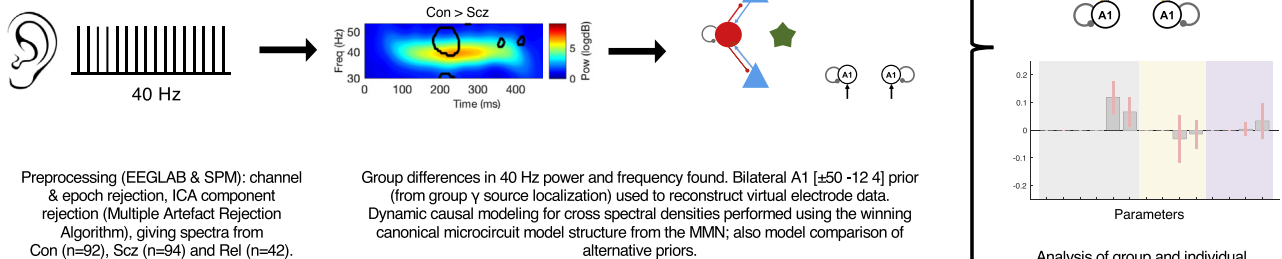 40 Hz
Con > Scz
Freq (Hz)
50
40
30
0
100
200
300
400
Time (ms)
5
0
Pow (logdB)
A1
A1
A1
A1
0.2
0.1
0
-0.1
-0.2
Parameters
Preprocessing (EEGLAB & SPM): channel
& epoch rejection, ICA component
rejection (Multiple Artefact Rejection
Algorithm), giving spectra from
Con (n=92), Scz (n=94) and Rel (n=42).
Group differences in 40 Hz power and frequency found. Bilateral A1 [±50 -12 4] prior
(from group γ source localization) used to reconstruct virtual electrode data.
Dynamic causal modeling for cross spectral densities performed using the winning
canonical microcircuit model structure from the MMN; also model comparison of
alternative priors.
Analysis of group and individual